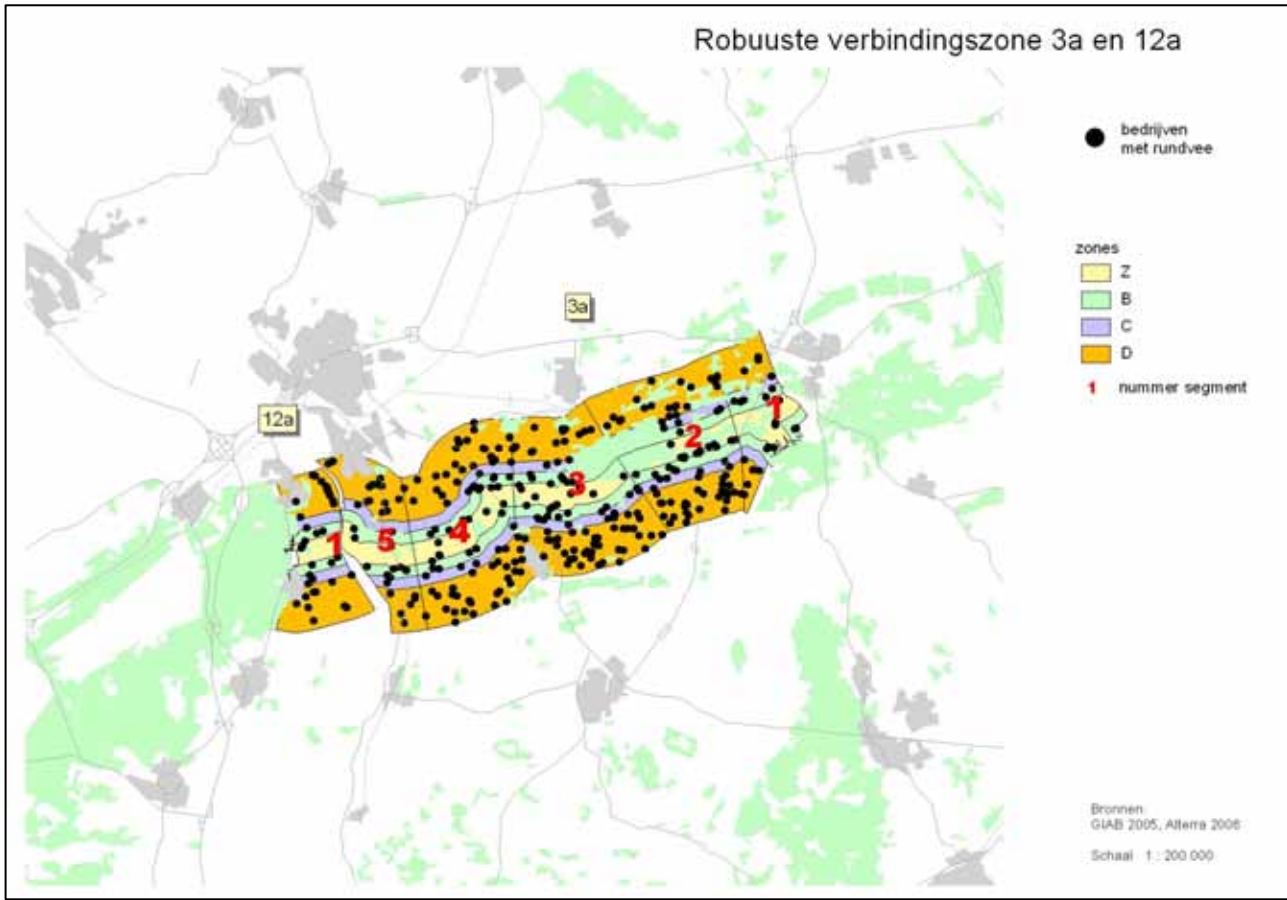 Robuuste verbindingszone 3a en 12a
bedrijven
met rundvee
zones
Z
B
C
D
1 nummer segment
3a
12a
1
2
3
4
5
1
Bronnen:
GIAB 2005, Alterra 2006
Schaal 1 : 200 000